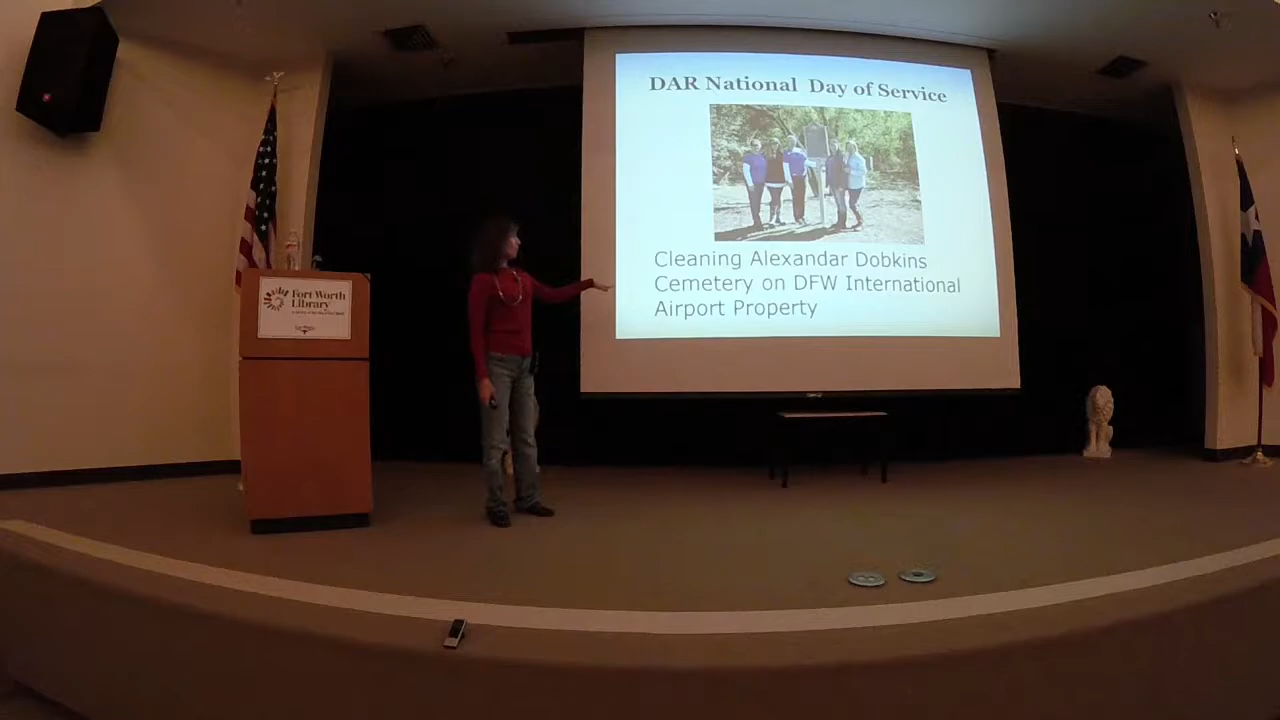 DAR National Day of Service
Cleaning Alexandar Dobkins
Cemetery on DFW International
Airport Property
Fort Worth
Library